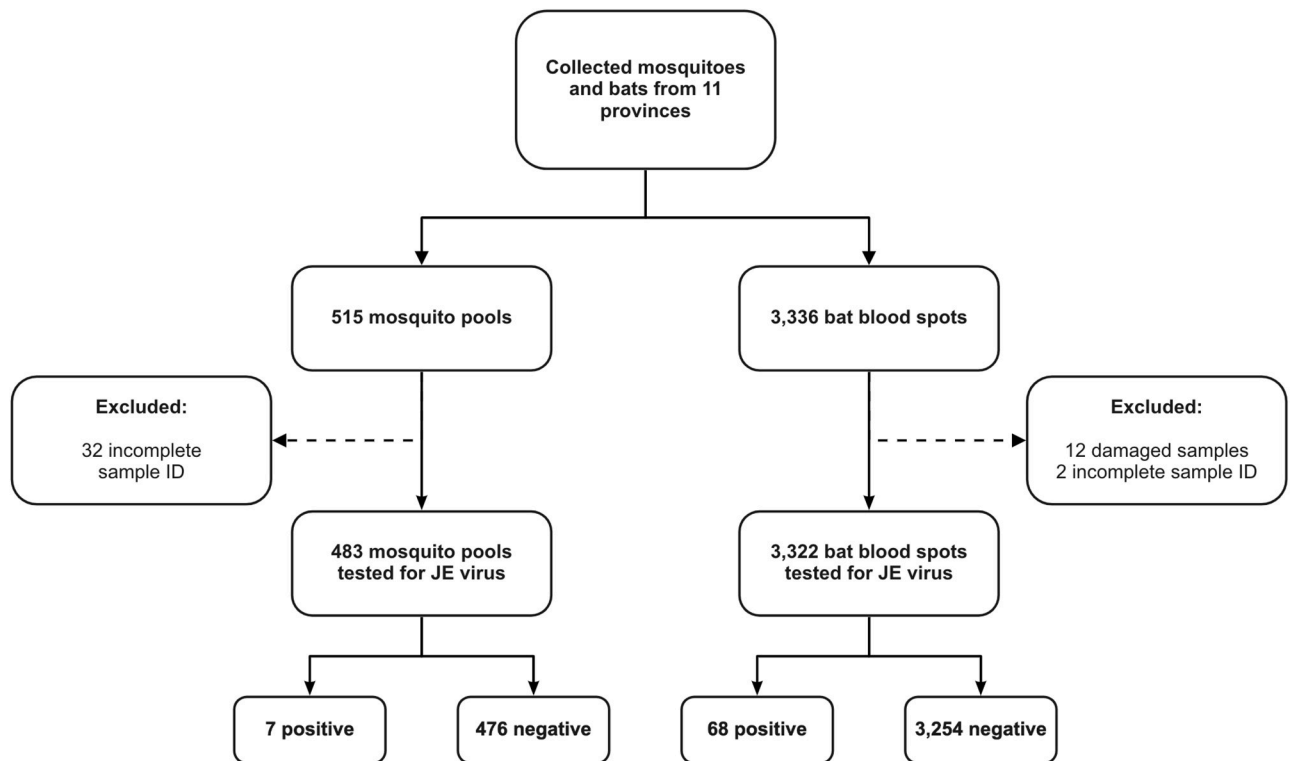 Collected mosquitoes
and bats from 11
provinces
515 mosquito pools
3,336 bat blood spots
Excluded:
32 incomplete
sample ID
Excluded:
12 damaged samples
2 incomplete sample ID
483 mosquito pools
tested for JE virus
3,322 bat blood spots
tested for JE virus
7 positive
476 negative
68 positive
3,254 negative